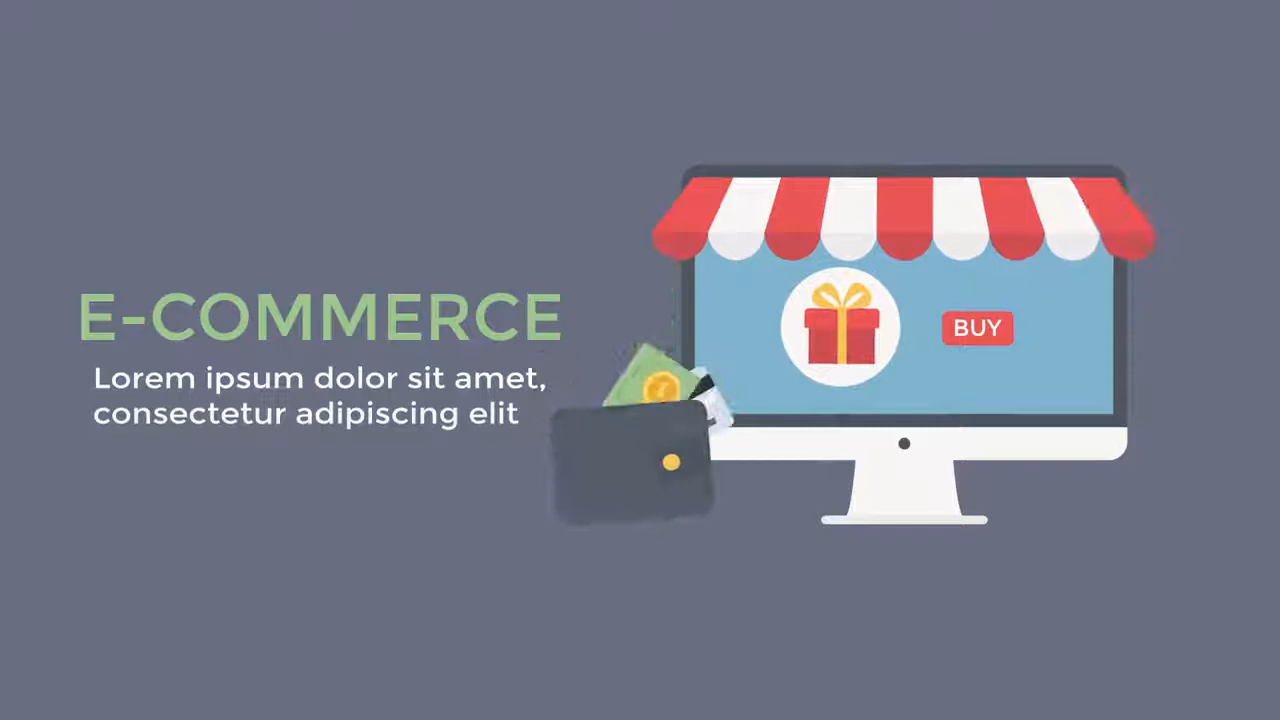 E-COMMERCE
Lorem ipsum dolor sit amet,
consectetur adipiscing elit
BUY